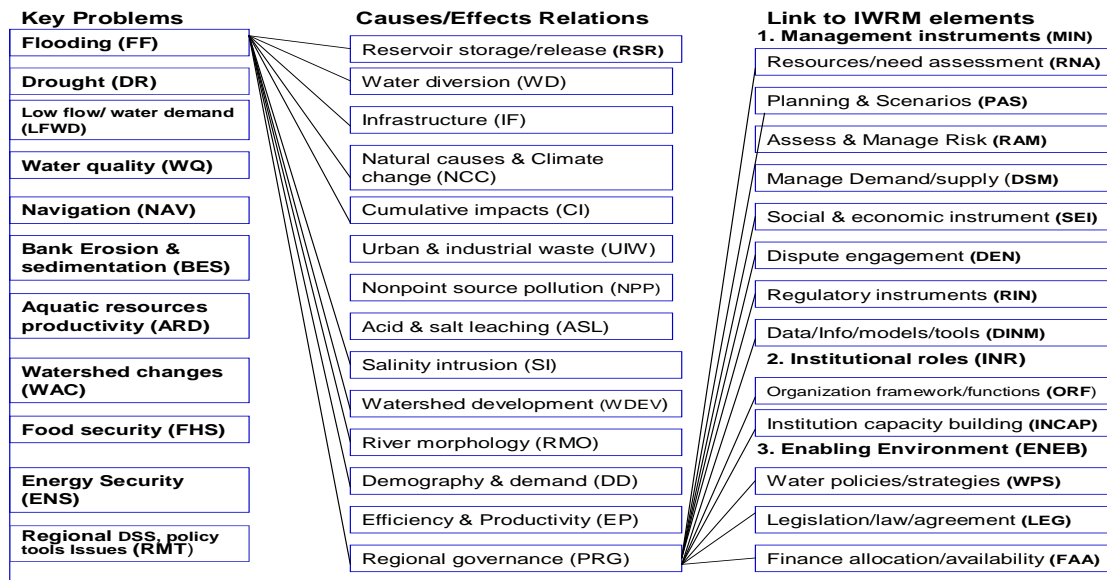 Key Problems
Flooding (FF)
Drought (DR)
Low flow/ water demand
(LFWD)
Water quality (WQ)
Navigation (NAV)
Bank Erosion &
sedimentation (BES)
Aquatic resources
productivity (ARD)
Watershed changes
(WAC)
Food security (FHS)
Energy Security
(ENS)
Regional DSS, policy
tools Issues (RMT)
Causes/Effects Relations
Reservoir storage/release (RSR)
Water diversion (WD)
Infrastructure (IF)
Natural causes & Climate
change (NCC)
Cumulative impacts (CI)
Urban & industrial waste (UIW)
Nonpoint source pollution (NPP)
Acid & salt leaching (ASL)
Salinity intrusion (SI)
Watershed development (WDEV)
River morphology (RMO)
Demography & demand (DD)
Efficiency & Productivity (EP)
Regional governance (PRG)
Link to IWRM elements
1. Management instruments (MIN)
Resources/need assessment (RNA)
Planning & Scenarios (PAS)
Assess & Manage Risk (RAM)
Manage Demand/supply (DSM)
Social & economic instrument (SEI)
Dispute engagement (DEN)
Regulatory instruments (RIN)
Data/Info/models/tools (DINM)
2. Institutional roles (INR)
Organization framework/functions (ORF)
Institution capacity building (INCAP)
3. Enabling Environment (ENEB)
Water policies/strategies (WPS)
Legislation/law/agreement (LEG)
Finance allocation/availability (FAA)